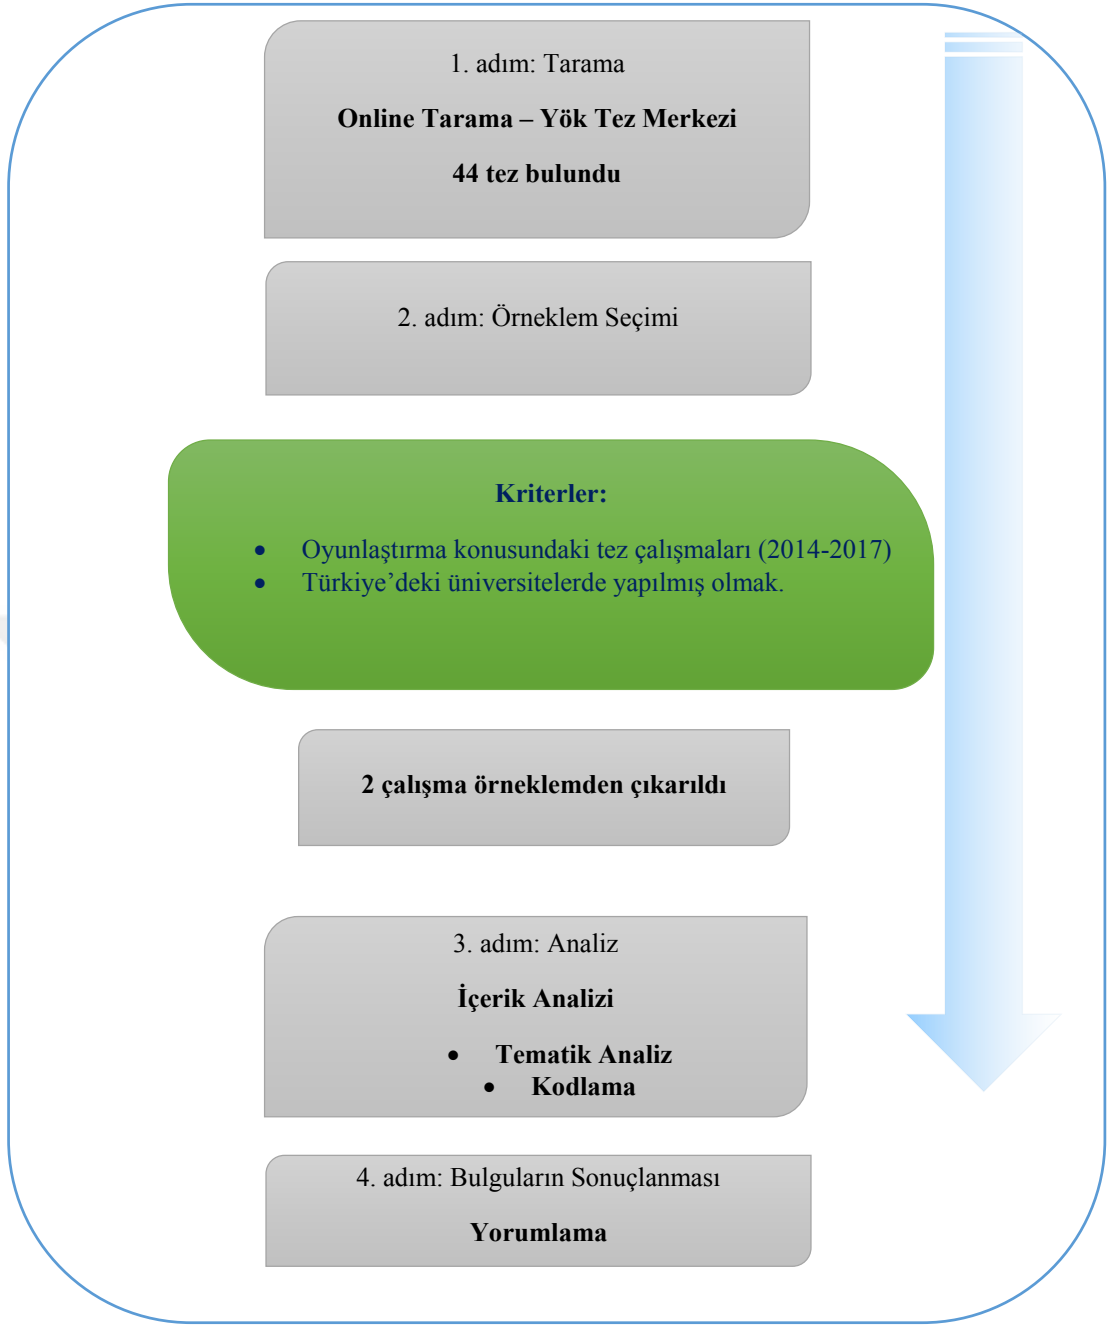 1. adım: Tarama
Online Tarama – Yök Tez Merkezi
44 tez bulundu
2. adım: Örneklem Seçimi
Kriterler:
• Oyunlaştırma konusundaki tez çalışmaları (2014-2017)
• Türkiye’deki üniversitelerde yapılmış olmak.
2 çalışma örneklemden çıkarıldı
3. adım: Analiz
İçerik Analizi
• Tematik Analiz
• Kodlama
4. adım: Bulguların Sonuçlanması
Yorumlama